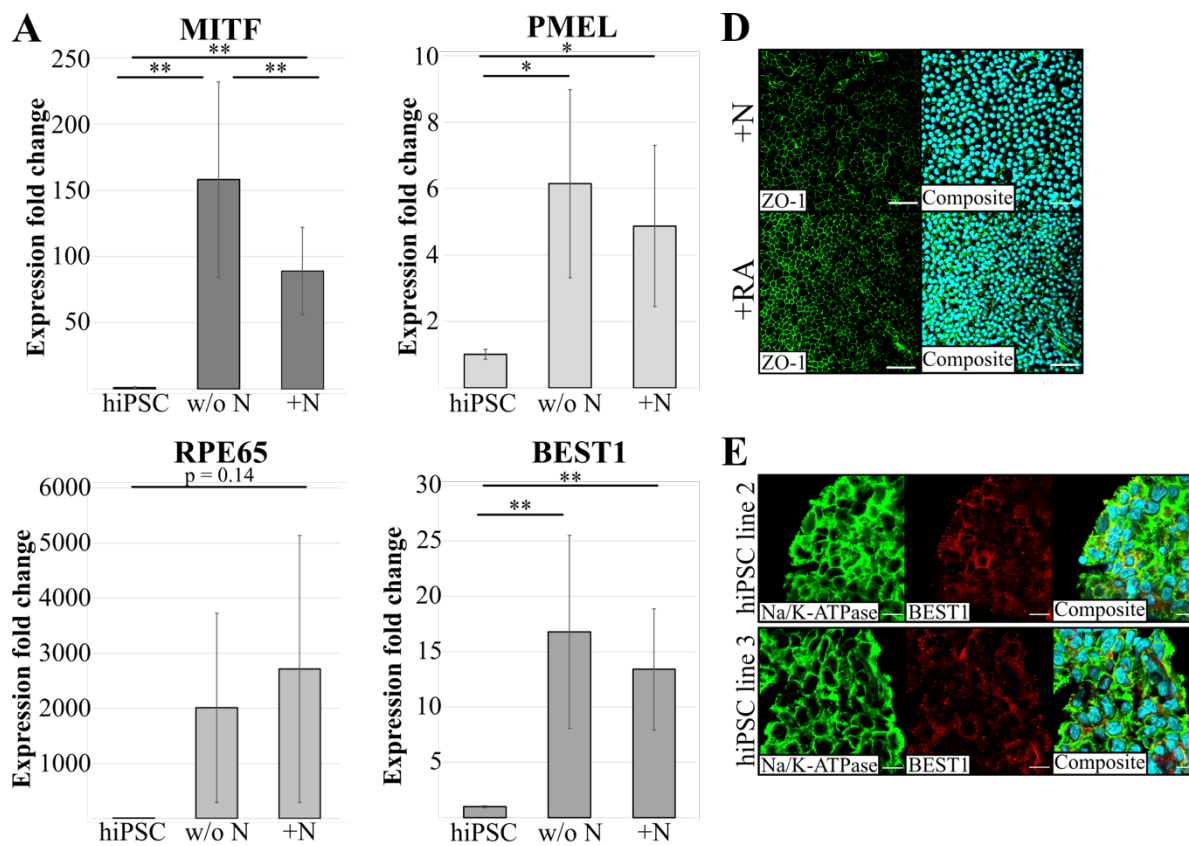 A
MITF
**
** **
Expression fold change
250
200
150
100
50
hiPSC w/o N +N
PMEL
*
*
Expression fold change
10
8
6
4
2
hiPSC w/o N +N
RPE65
p = 0.14
Expression fold change
6000
5000
4000
3000
2000
1000
hiPSC w/o N +N
BEST1
**
**
Expression fold change
30
25
20
15
10
5
hiPSC w/o N +N
D
+N
ZO-1 Composite
+RA
ZO-1 Composite
E
hiPSC line 2
Na/K-ATPase BEST1 Composite
hiPSC line 3
Na/K-ATPase BEST1 Composite